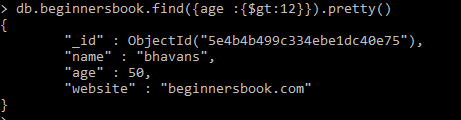 > db.beginnersbook.find({age :{$gt:12}}).pretty()
{
        "_id" : ObjectId("5e4b4b499c334ebe1dc40e75"),
        "name" : "bhavans",
        "age" : 50,
        "website" : "beginnersbook.com"
}
>